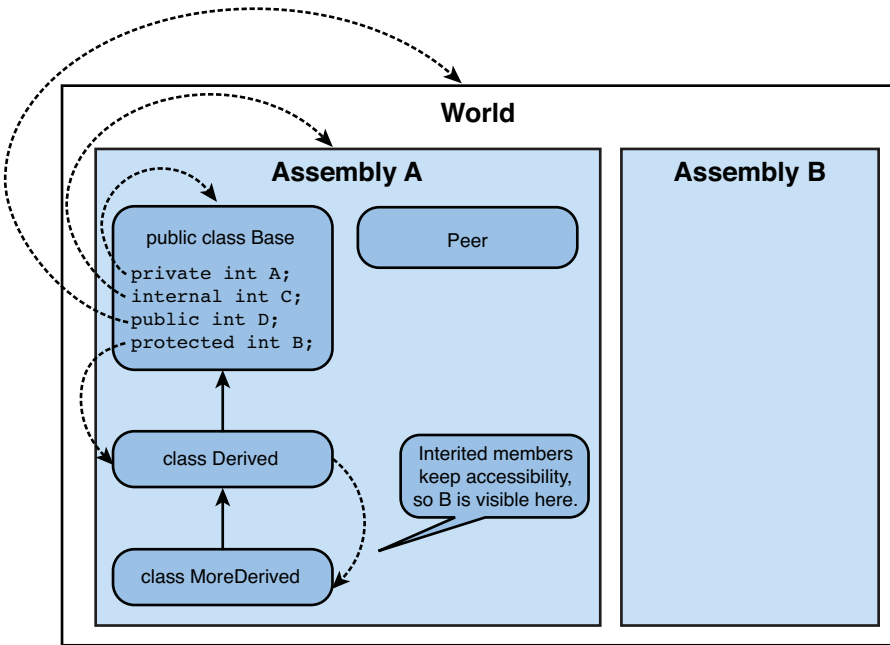 World
Assembly A
Assembly B
public class Base
private int A;
internal int C;
public int D;
protected int B;
Peer
class Derived
Interited members
keep accessibility,
so B is visible here.
class MoreDerived